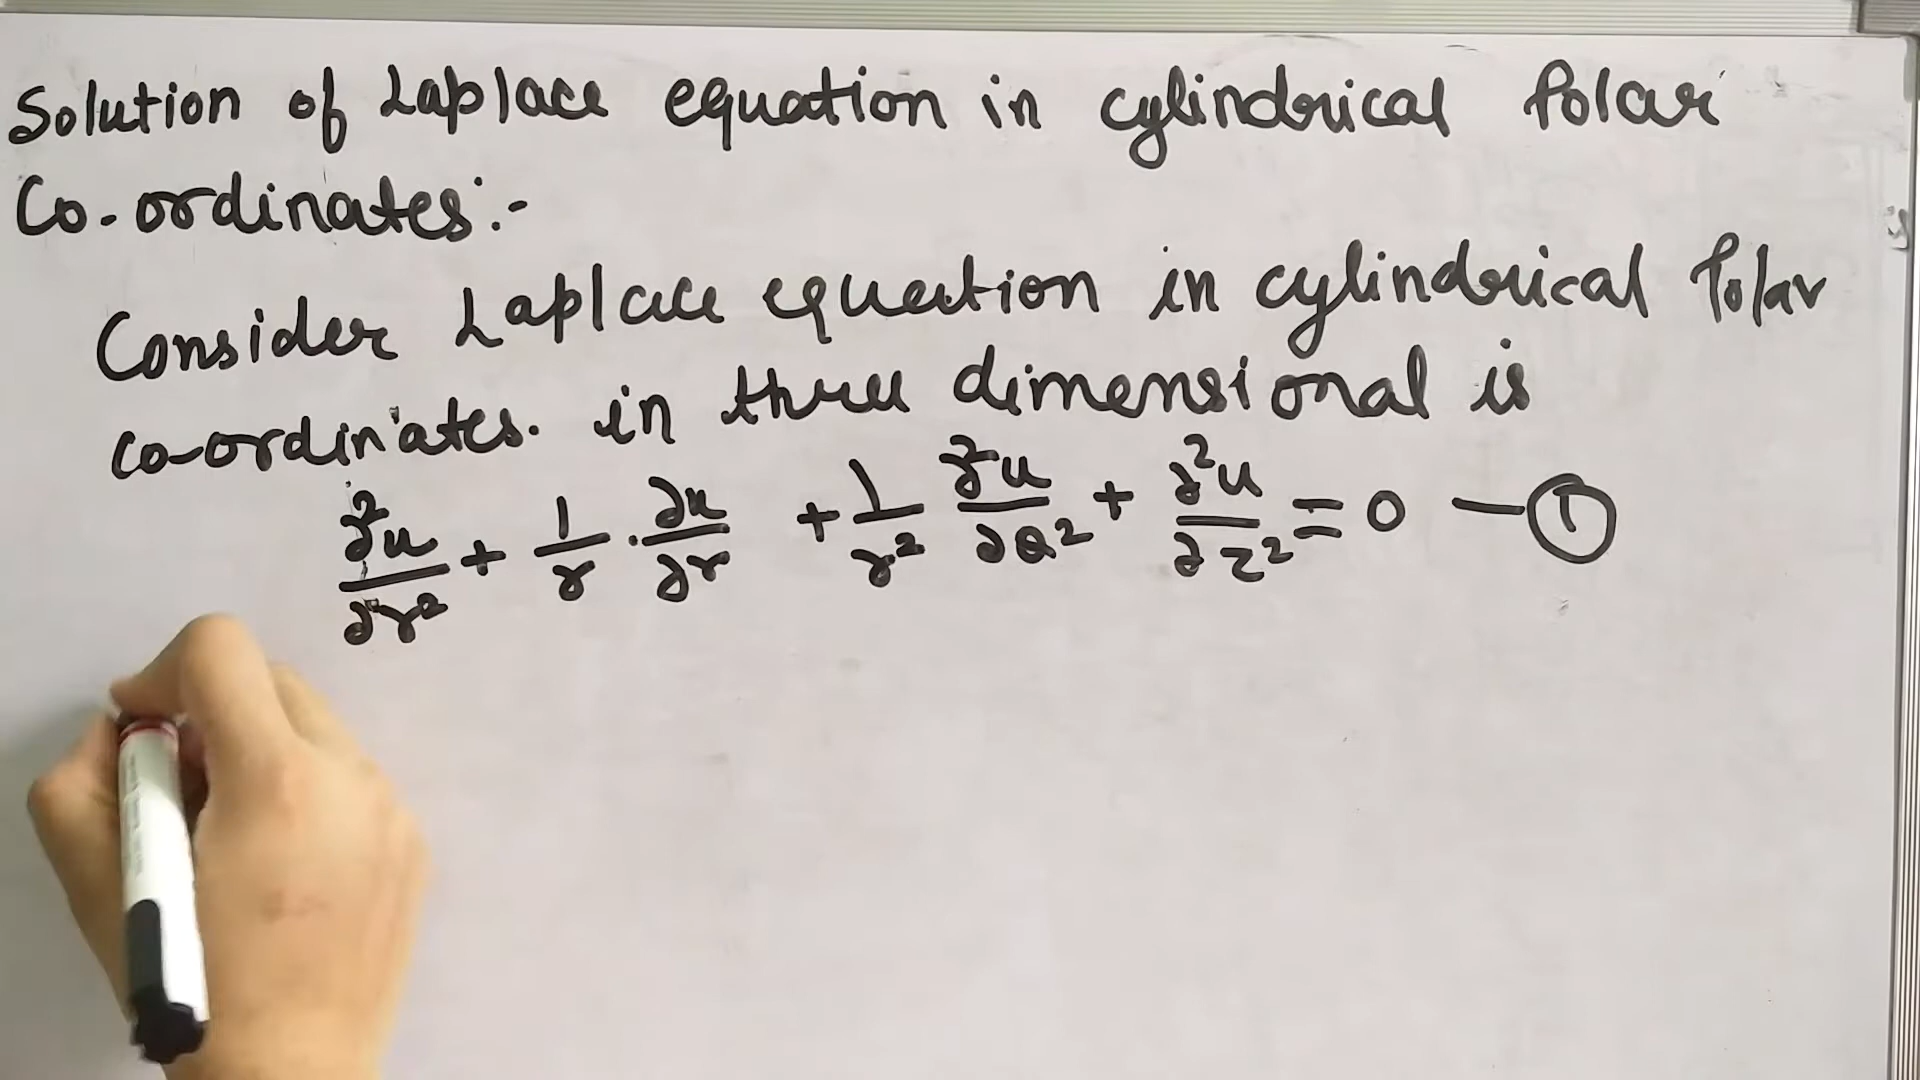 Solution of Laplace equation in cylindrical Polar
Co-ordinates:-
Consider Laplace equation in cylindrical Polar
co-ordinates. in three dimensional is
∂²u/∂r² + 1/r · ∂u/∂r + 1/r² ∂²u/∂θ² + ∂²u/∂z² = 0 — ①